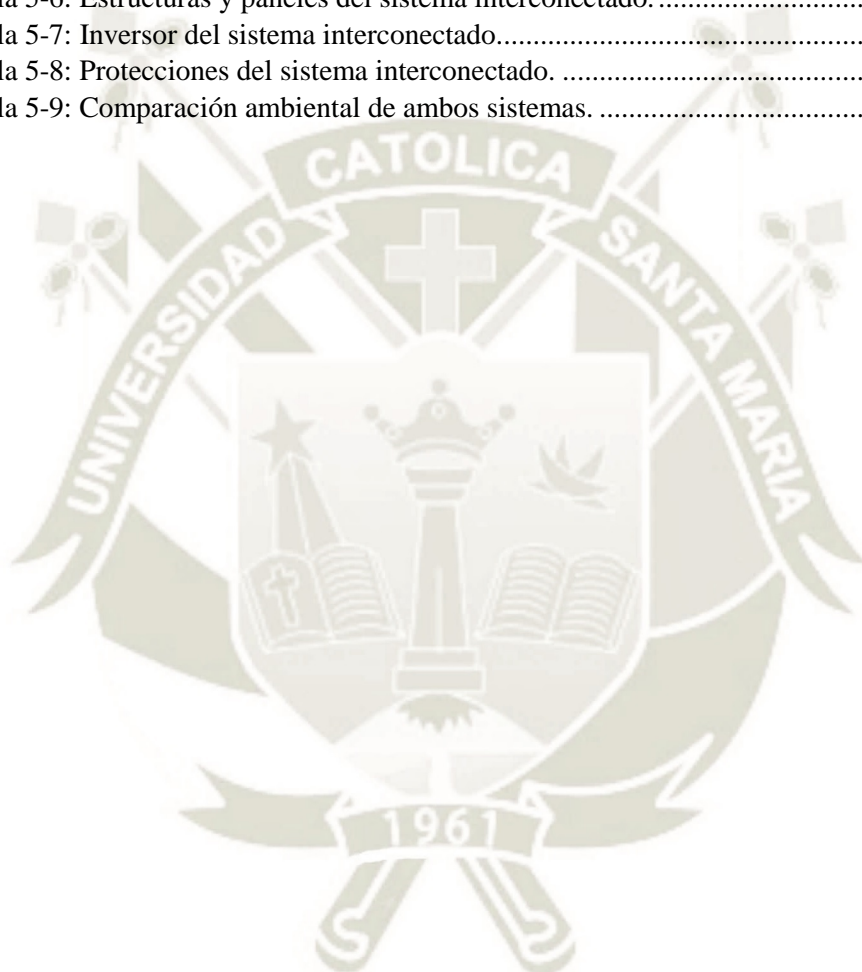 la 5-6: Estructuras y paneles del sistema interconectado. ....................................
la 5-7: Inversor del sistema interconectado....................................................
la 5-8: Protecciones del sistema interconectado. ..............................................
la 5-9: Comparación ambiental de ambos sistemas. ........................................
CATOLICA
UNIVERSIDAD
SANTA MARIA
1961